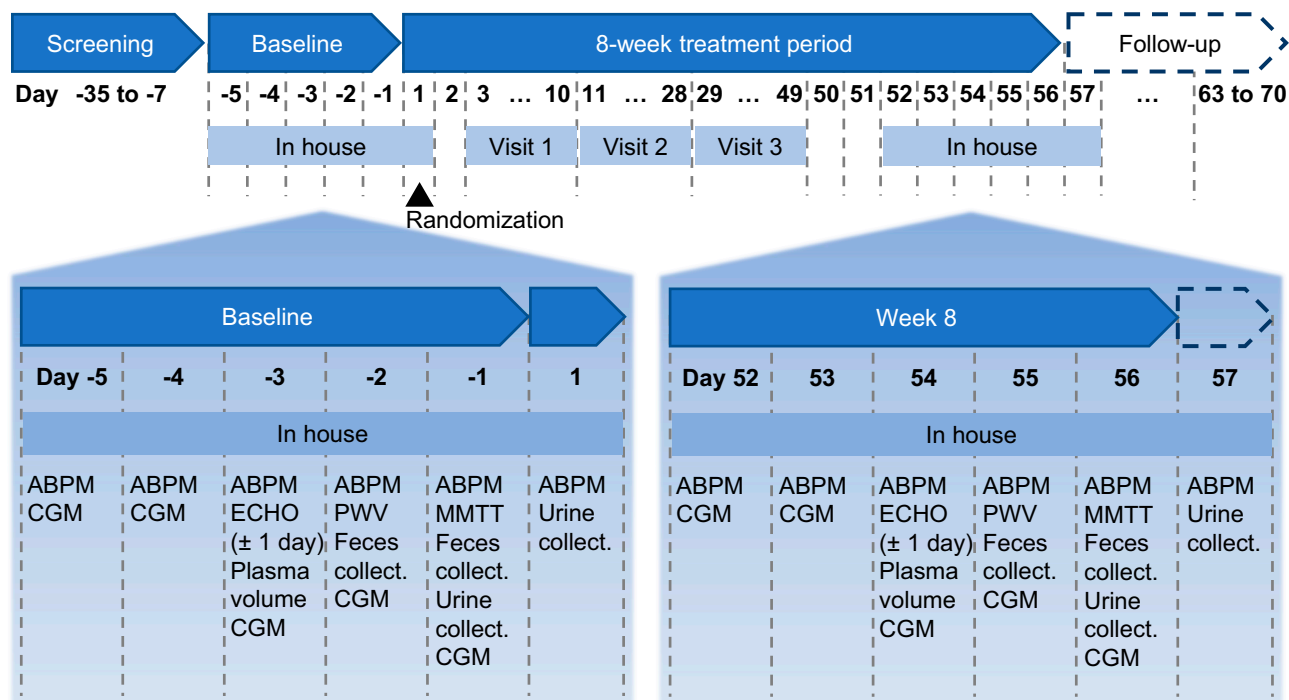 Screening Baseline 8-week treatment period Follow-up
Day -35 to -7 -5 -4 -3 -2 -1 1 2 3 ... 10 11 ... 28 29 ... 49 50 51 52 53 54 55 56 57 ... 63 to 70
In house Visit 1 Visit 2 Visit 3 In house
Randomization
Baseline
Day -5 -4 -3 -2 -1 1
In house
ABPM ABPM ABPM ABPM ABPM ABPM
CGM CGM ECHO PWV MMTT Urine
(± 1 day) Feces Feces collect.
Plasma collect. collect.
volume CGM Urine
CGM collect.
CGM
Week 8
Day 52 53 54 55 56 57
In house
ABPM ABPM ABPM ABPM ABPM ABPM
CGM CGM ECHO PWV MMTT Urine
(± 1 day) Feces Feces collect.
Plasma collect. collect.
volume CGM Urine
CGM collect.
CGM